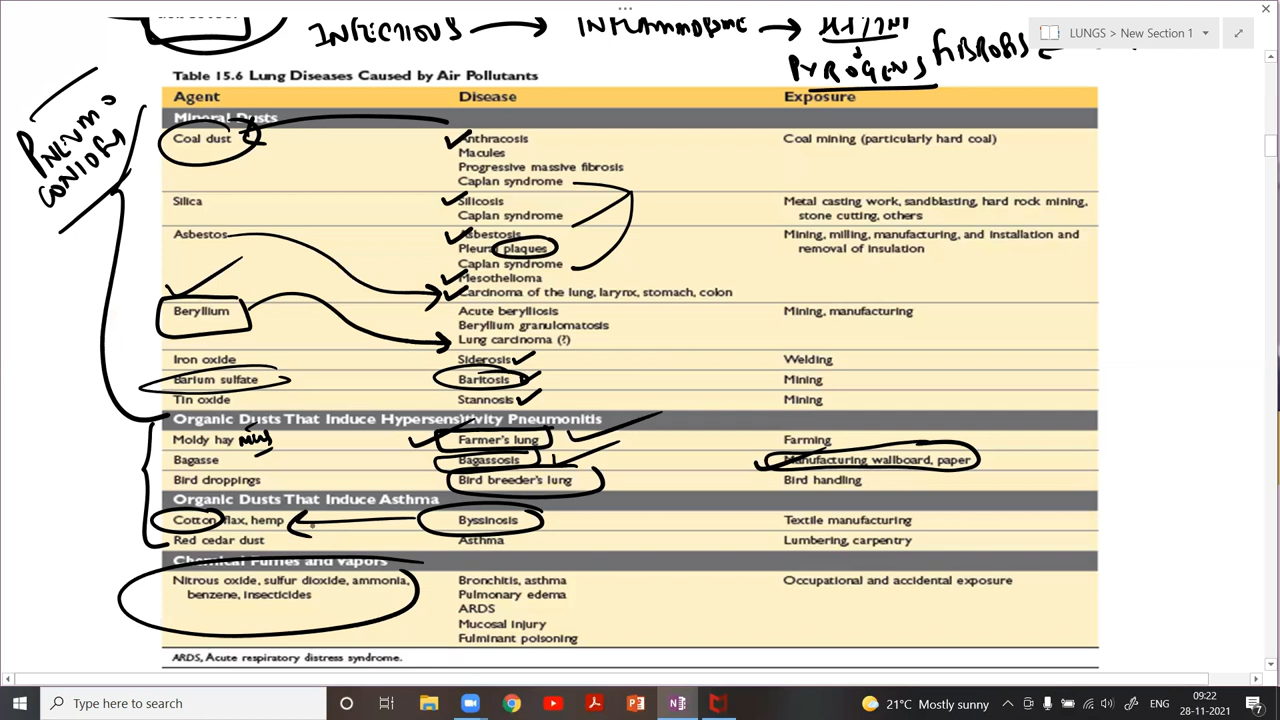 INFECTIOUS
LUNGS > New Section 1
PYROGENS FIBROSIS
Table 15.6 Lung Diseases Caused by Air Pollutants
Agent Disease Exposure
Mineral Dusts
PNEUMO
CONIOSIS
Coal dust Anthracosis Coal mining (particularly hard coal)
Macules
Progressive massive fibrosis
Caplan syndrome
Silica Silicosis Metal casting work, sandblasting, hard rock mining,
Caplan syndrome stone cutting, others
Asbestos Asbestosis Mining, milling, manufacturing, and installation and
Pleural plaques removal of insulation
Caplan syndrome
Mesothelioma
Carcinoma of the lung, larynx, stomach, colon
Beryllium Acute berylliosis Mining, manufacturing
Beryllium granulomatosis
Lung carcinoma (?)
Iron oxide Siderosis Welding
Barium sulfate Baritosis Mining
Tin oxide Stannosis Mining
Organic Dusts That Induce Hypersensitivity Pneumonitis
Moldy hay Farmer's lung Farming
Bagasse Bagassosis Manufacturing wallboard, paper
Bird droppings Bird breeder's lung Bird handling
Organic Dusts That Induce Asthma
Cotton flax, hemp Byssinosis Textile manufacturing
Red cedar dust Asthma Lumbering, carpentry
Chemical Fumes and Vapors
Nitrous oxide, sulfur dioxide, ammonia, Bronchitis, asthma Occupational and accidental exposure
benzene, insecticides Pulmonary edema
ARDS
Mucosal injury
Fulminant poisoning
ARDS, Acute respiratory distress syndrome.
Type here to search
21°C Mostly sunny
ENG
09:22
28-11-2021
7